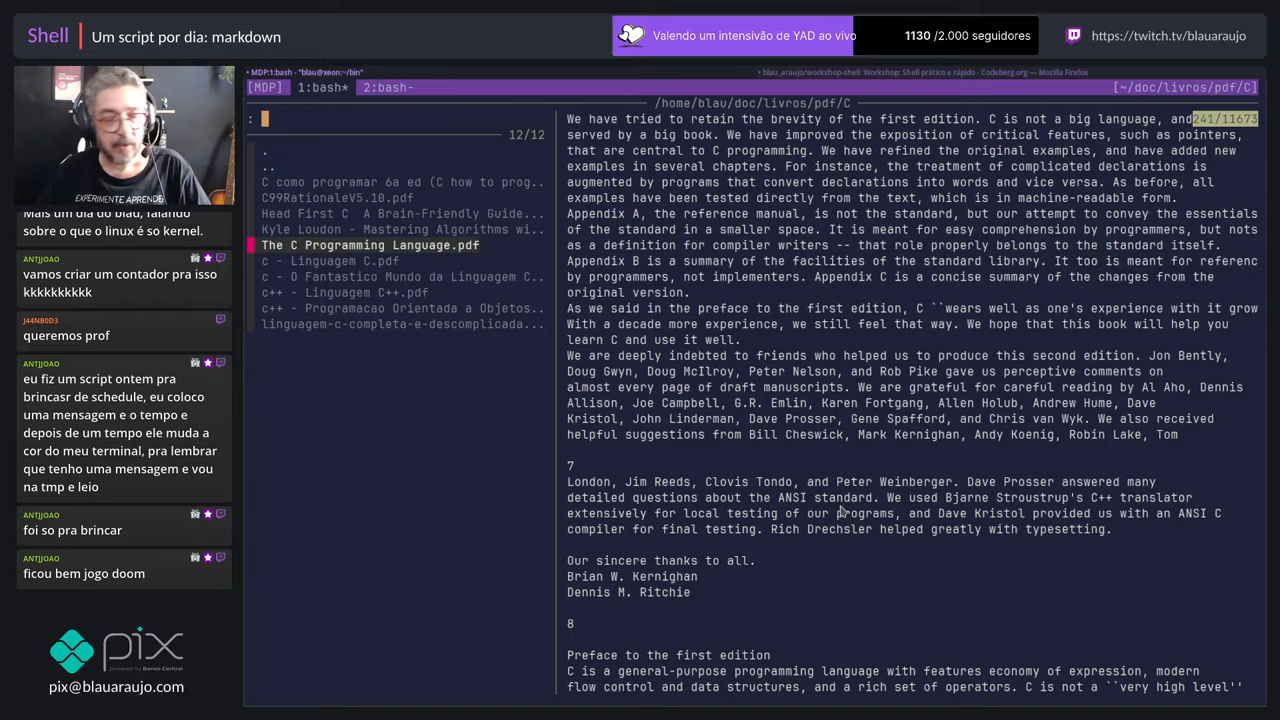 Shell
Um script por dia: markdown
Valendo um intensivão de YAD ao vivo
1130 /2.000 seguidores
https://twitch.tv/blauaraujo
EXPERIMENTE APRENDE
Mais um dia do blau, falando
sobre o que o linux é so kernel.
ANTJJOAO
vamos criar um contador pra isso
kkkkkkkkkk
J44NB0D3
queremos prof
ANTJJOAO
eu fiz um script ontem pra
brincar de schedule, eu coloco
uma mensagem e o tempo e
depois de um tempo ele muda a
cor do meu terminal, pra lembrar
que tenho uma mensagem e vou
na tmp e leio
ANTJJOAO
foi so pra brincar
ANTJJOAO
ficou bem jogo doom
pix
powered by Banco Central
pix@blauaraujo.com
• MDP:1:bash - "blau@xeon:~/bin"
• blau_araujo/workshop-shell: Workshop: Shell prático e rápido - Codeberg.org — Mozilla Firefox
[MDP] 1:bash* 2:bash-
[~/doc/livros/pdf/C]
/home/blau/doc/livros/pdf/C
:
12/12
.
..
C como programar 6a ed (C how to prog..
C99RationaleV5.10.pdf
Head First C  A Brain-Friendly Guide...
Kyle Loudon - Mastering Algorithms wi..
The C Programming Language.pdf
c - Linguagem C.pdf
c - O Fantastico Mundo da Linguagem C..
c++ - Linguagem C++.pdf
c++ - Programacao Orientada a Objetos..
linguagem-c-completa-e-descomplicada...
We have tried to retain the brevity of the first edition. C is not a big language, and241/11673
served by a big book. We have improved the exposition of critical features, such as pointers,
that are central to C programming. We have refined the original examples, and have added new
examples in several chapters. For instance, the treatment of complicated declarations is
augmented by programs that convert declarations into words and vice versa. As before, all
examples have been tested directly from the text, which is in machine-readable form.
Appendix A, the reference manual, is not the standard, but our attempt to convey the essentials
of the standard in a smaller space. It is meant for easy comprehension by programmers, but nots
as a definition for compiler writers -- that role properly belongs to the standard itself.
Appendix B is a summary of the facilities of the standard library. It too is meant for referenc
by programmers, not implementers. Appendix C is a concise summary of the changes from the
original version.
As we said in the preface to the first edition, C ``wears well as one's experience with it grow
With a decade more experience, we still feel that way. We hope that this book will help you
learn C and use it well.
We are deeply indebted to friends who helped us to produce this second edition. Jon Bently,
Doug Gwyn, Doug McIlroy, Peter Nelson, and Rob Pike gave us perceptive comments on
almost every page of draft manuscripts. We are grateful for careful reading by Al Aho, Dennis
Allison, Joe Campbell, G.R. Emlin, Karen Fortgang, Allen Holub, Andrew Hume, Dave
Kristol, John Linderman, Dave Prosser, Gene Spafford, and Chris van Wyk. We also received
helpful suggestions from Bill Cheswick, Mark Kernighan, Andy Koenig, Robin Lake, Tom
7
London, Jim Reeds, Clovis Tondo, and Peter Weinberger. Dave Prosser answered many
detailed questions about the ANSI standard. We used Bjarne Stroustrup's C++ translator
extensively for local testing of our programs, and Dave Kristol provided us with an ANSI C
compiler for final testing. Rich Drechsler helped greatly with typesetting.
Our sincere thanks to all.
Brian W. Kernighan
Dennis M. Ritchie
8
Preface to the first edition
C is a general-purpose programming language with features economy of expression, modern
flow control and data structures, and a rich set of operators. C is not a ``very high level''